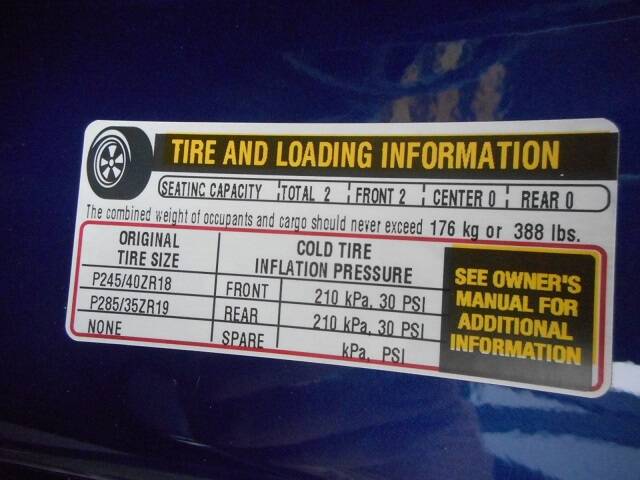 TIRE AND LOADING INFORMATION
SEATING CAPACITY TOTAL 2 FRONT 2 CENTER 0 REAR 0
The combined weight of occupants and cargo should never exceed 176 kg or 388 lbs.
ORIGINAL TIRE SIZE
COLD TIRE INFLATION PRESSURE
P245/40ZR18 FRONT 210 kPa, 30 PSI
P285/35ZR19 REAR 210 kPa, 30 PSI
NONE SPARE kPa, PSI
SEE OWNER'S
MANUAL FOR
ADDITIONAL
INFORMATION